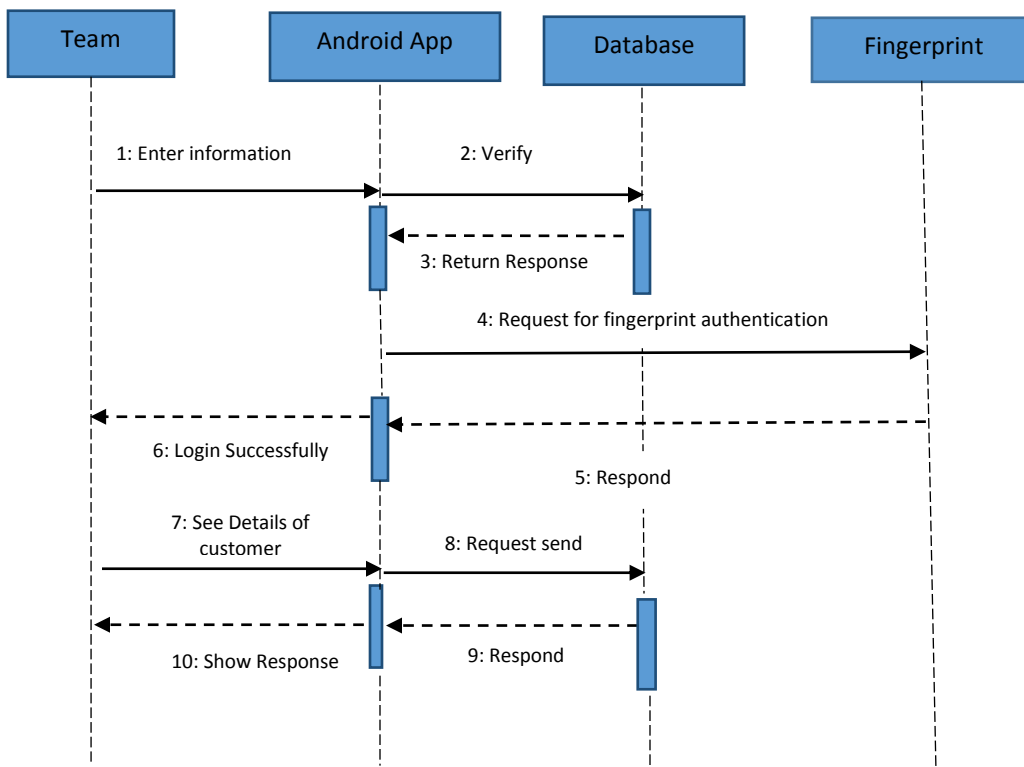 Team
Android App
Database
Fingerprint
1: Enter information
2: Verify
3: Return Response
4: Request for fingerprint authentication
6: Login Successfully
5: Respond
7: See Details of
customer
8: Request send
9: Respond
10: Show Response